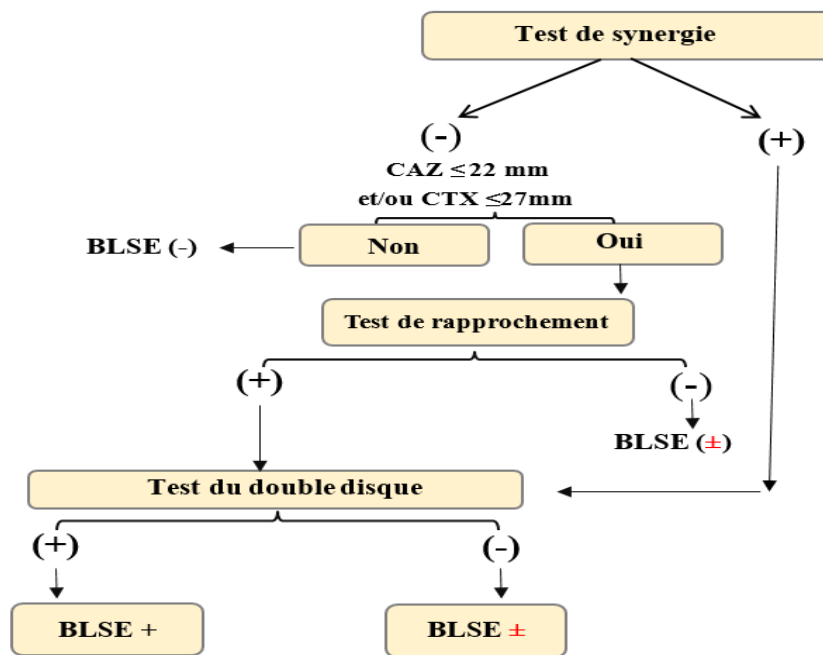 Test de synergie
(-)
(+)
CAZ ≤ 22 mm
et/ou CTX ≤27mm
BLSE (-)
Non
Oui
Test de rapprochement
(+)
(-)
BLSE (±)
Test du double disque
(+)
(-)
BLSE +
BLSE ±